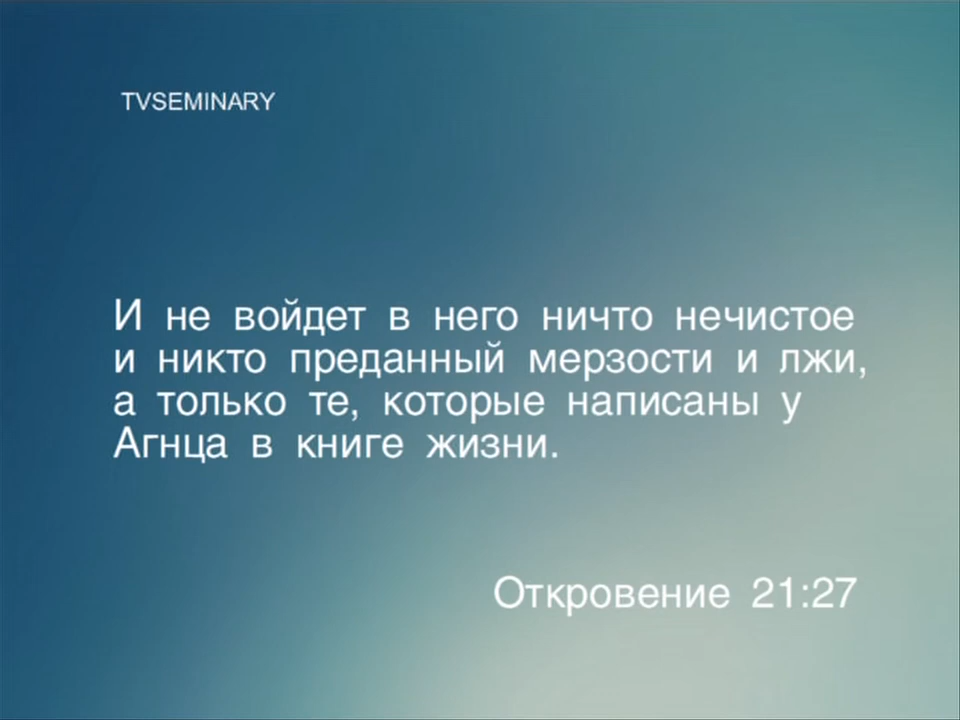 TVSEMINARY
И не войдет в него ничто нечистое
и никто преданный мерзости и лжи,
а только те, которые написаны у
Агнца в книге жизни.
Откровение 21:27